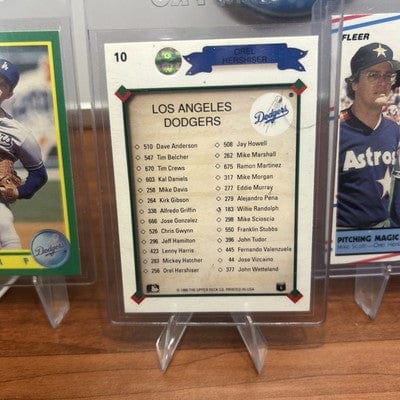 10
OREL
HERSHISER
LOS ANGELES
DODGERS
Dodgers
510 Dave Anderson
547 Tim Belcher
670 Tim Crews
603 Kal Daniels
258 Mike Davis
264 Kirk Gibson
338 Alfredo Griffin
666 Jose Gonzalez
526 Chris Gwynn
296 Jeff Hamilton
423 Lenny Harris
283 Mickey Hatcher
256 Orel Hershiser
508 Jay Howell
262 Mike Marshall
675 Ramon Martinez
317 Mike Morgan
277 Eddie Murray
279 Alejandro Pena
183 Willie Randolph
298 Mike Scioscia
550 Franklin Stubbs
396 John Tudor
445 Fernando Valenzuela
44 Jose Vizcaino
377 John Wetteland
© 1990 THE UPPER DECK CO. PRINTED IN USA
Dodgers
P
FLEER
Astros
PITCHING MAGIC
Mike Scott - Orel